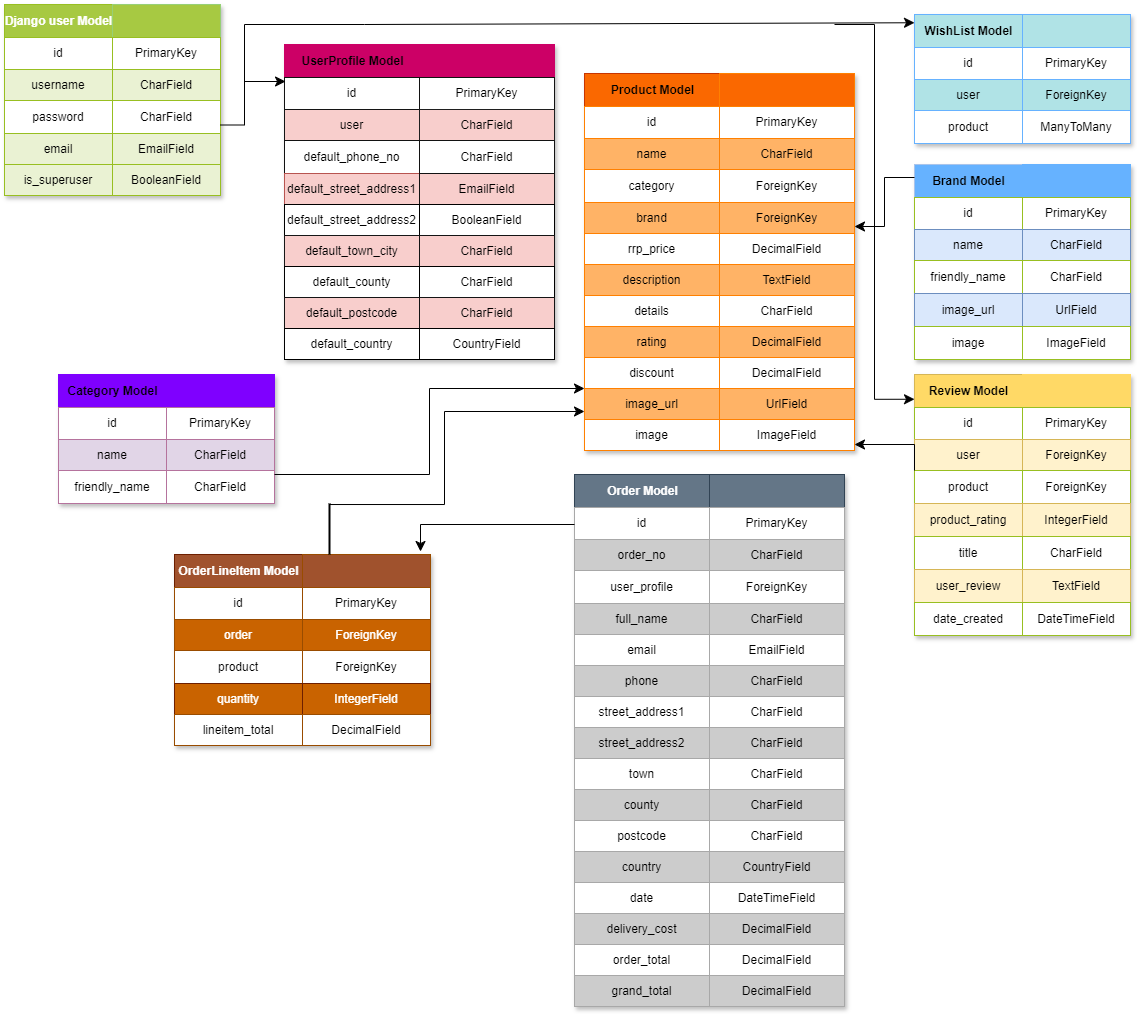 Django user Model
id PrimaryKey
username CharField
password CharField
email EmailField
is_superuser BooleanField
UserProfile Model
id PrimaryKey
user CharField
default_phone_no CharField
default_street_address1 EmailField
default_street_address2 BooleanField
default_town_city CharField
default_county CharField
default_postcode CharField
default_country CountryField
Product Model
id PrimaryKey
name CharField
category ForeignKey
brand ForeignKey
rrp_price DecimalField
description TextField
details CharField
rating DecimalField
discount DecimalField
image_url UrlField
image ImageField
WishList Model
id PrimaryKey
user ForeignKey
product ManyToMany
Brand Model
id PrimaryKey
name CharField
friendly_name CharField
image_url UrlField
image ImageField
Category Model
id PrimaryKey
name CharField
friendly_name CharField
Review Model
id PrimaryKey
user ForeignKey
product ForeignKey
product_rating IntegerField
title CharField
user_review TextField
date_created DateTimeField
OrderLineItem Model
id PrimaryKey
order ForeignKey
product ForeignKey
quantity IntegerField
lineitem_total DecimalField
Order Model
id PrimaryKey
order_no CharField
user_profile ForeignKey
full_name CharField
email EmailField
phone CharField
street_address1 CharField
street_address2 CharField
town CharField
county CharField
postcode CharField
country CountryField
date DateTimeField
delivery_cost DecimalField
order_total DecimalField
grand_total DecimalField